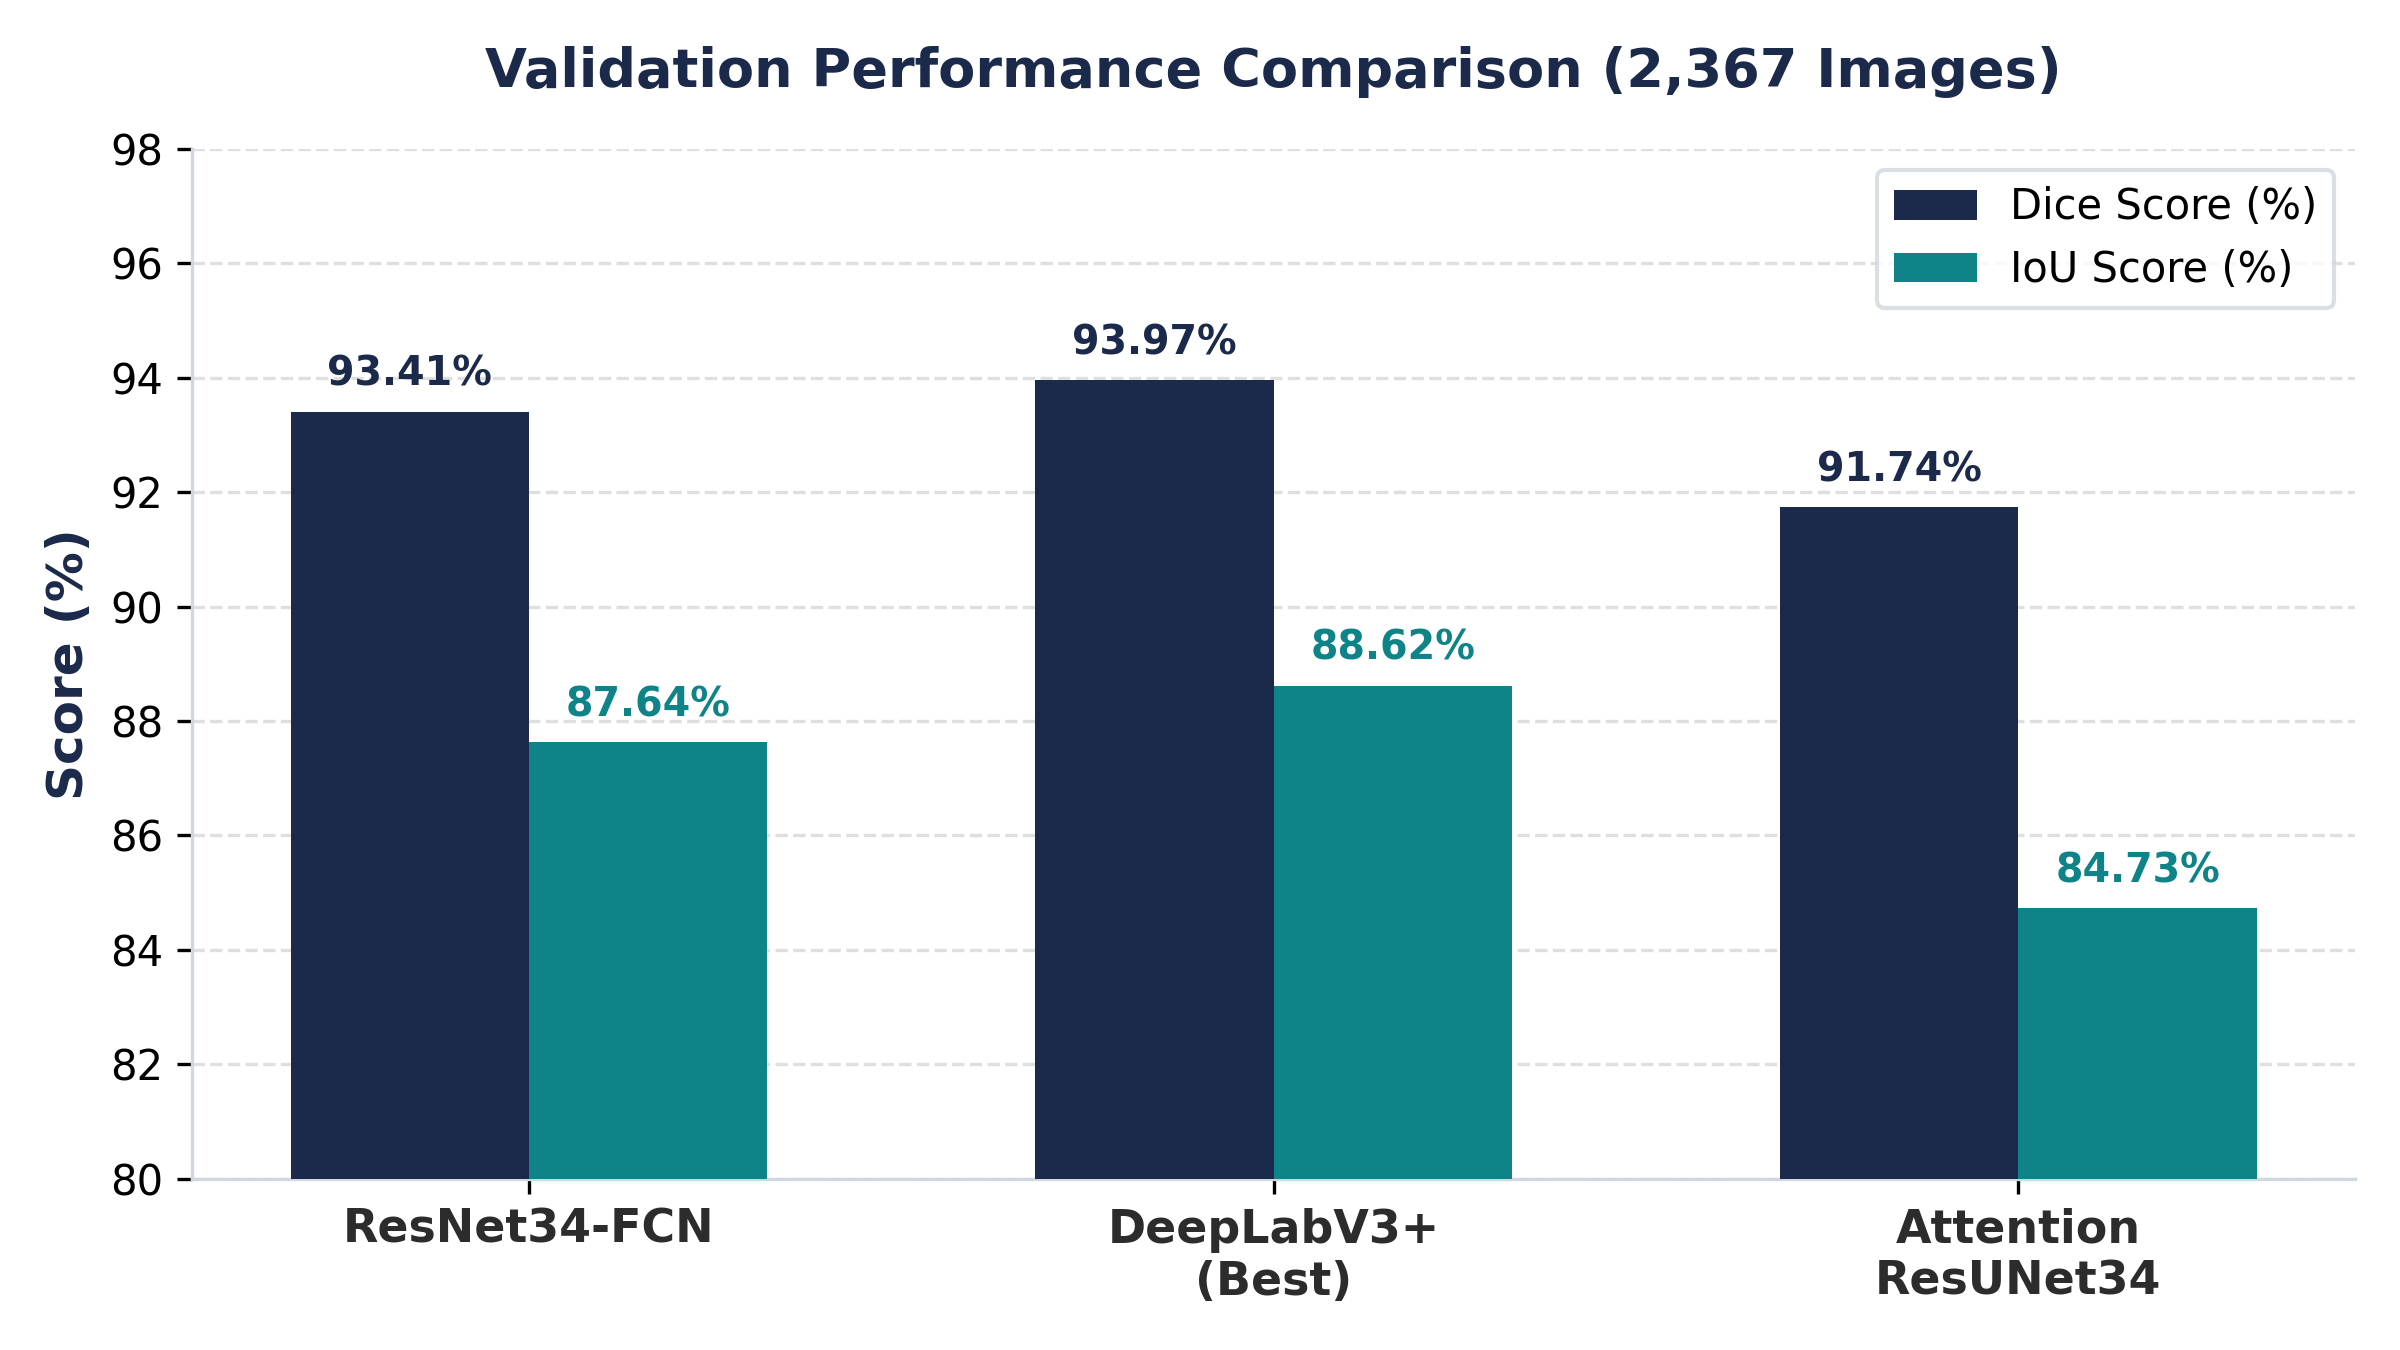 Validation Performance Comparison (2,367 Images)
98
96
94
92
90
88
86
84
82
80
Score (%)
Dice Score (%)
IoU Score (%)
93.41%
87.64%
93.97%
88.62%
91.74%
84.73%
ResNet34-FCN
DeepLabV3+
(Best)
Attention
ResUNet34